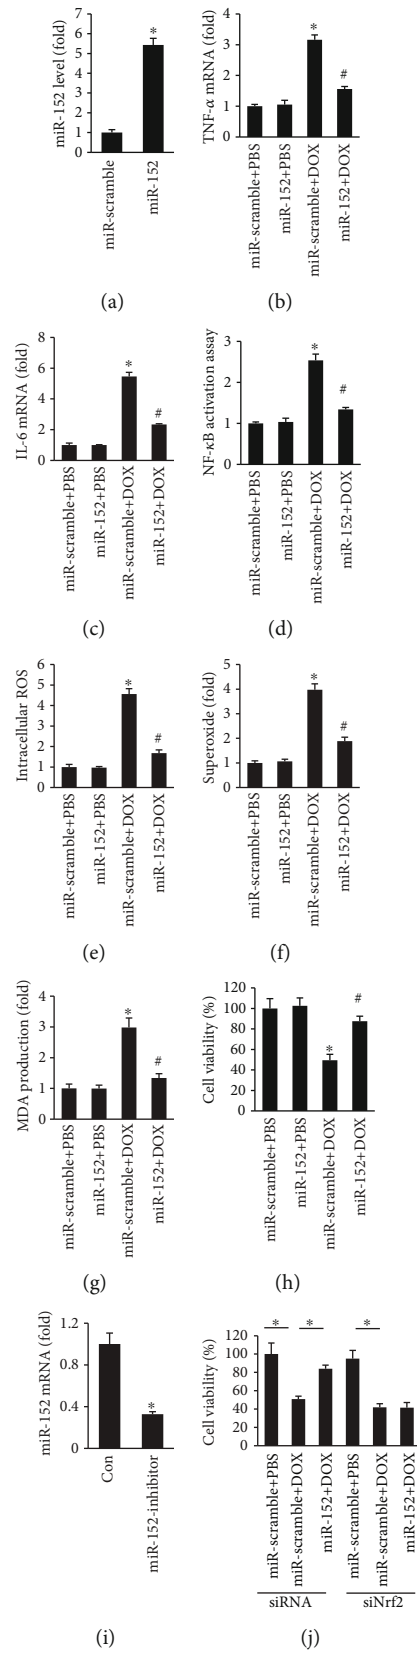 miR-152 level (fold)
7
6
5
4
3
2
1
0
*
miR-scramble
miR-152
(a)
TNF-α mRNA (fold)
4
3
2
1
0
*
#
miR-scramble+PBS
miR-152+PBS
miR-scramble+DOX
miR-152+DOX
(b)
IL-6 mRNA (fold)
8
6
4
2
0
*
#
miR-scramble+PBS
miR-152+PBS
miR-scramble+DOX
miR-152+DOX
(c)
NF-κB activation assay
3
2
1
0
*
#
miR-scramble+PBS
miR-152+PBS
miR-scramble+DOX
miR-152+DOX
(d)
Intracellular ROS
6
5
4
3
2
1
0
*
#
miR-scramble+PBS
miR-152+PBS
miR-scramble+DOX
miR-152+DOX
(e)
Superoxide (fold)
5
4
3
2
1
0
*
#
miR-scramble+PBS
miR-152+PBS
miR-scramble+DOX
miR-152+DOX
(f)
MDA production (fold)
4
3
2
1
0
*
#
miR-scramble+PBS
miR-152+PBS
miR-scramble+DOX
miR-152+DOX
(g)
Cell viability (%)
120
100
80
60
40
20
0
*
#
miR-scramble+PBS
miR-152+PBS
miR-scramble+DOX
miR-152+DOX
(h)
miR-152 mRNA (fold)
1.2
0.8
0.4
0
*
Con
miR-152-inhibitor
(i)
Cell viability (%)
120
100
80
60
40
20
0
*
*
*
miR-scramble+PBS
miR-scramble+DOX
miR-152+DOX
miR-scramble+PBS
miR-scramble+DOX
miR-152+DOX
siRNA
siNrf2
(j)